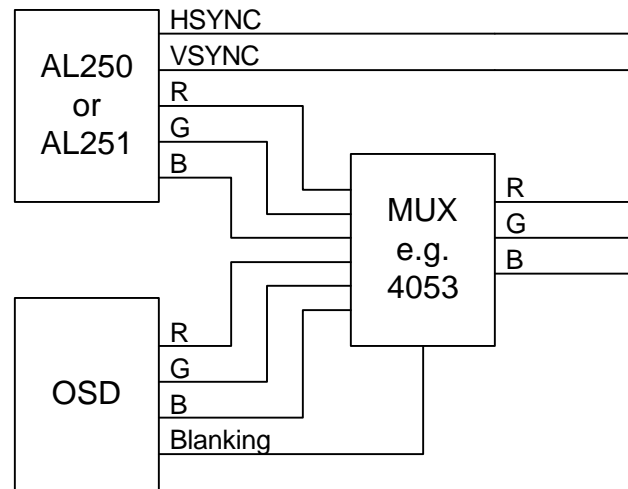 HSYNC
VSYNC
AL250
or
AL251
R
G
B
MUX
e.g.
4053
R
G
B
OSD
R
G
B
Blanking